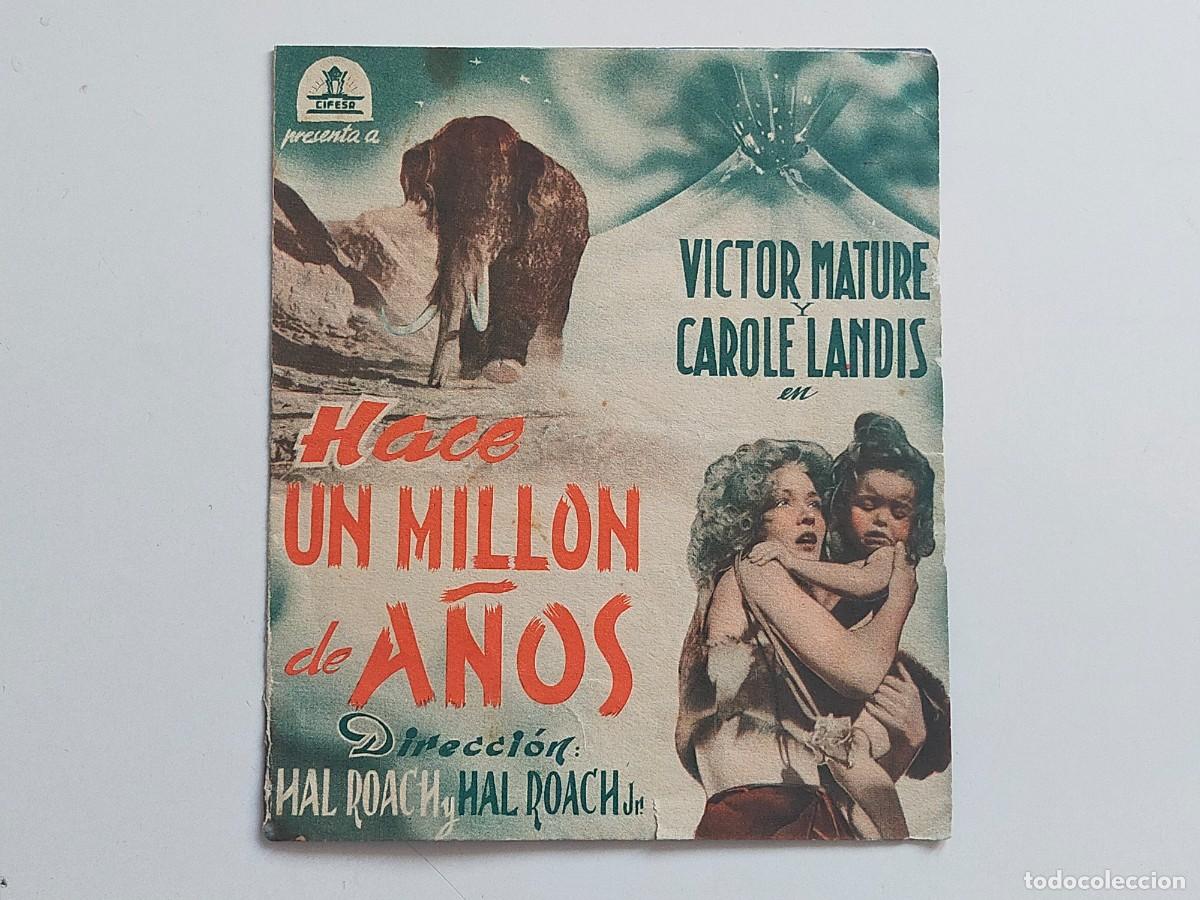 CIFESA
presenta a
VICTOR MATURE
Y
CAROLE LANDIS
en
Hace
UN MILLON
de AÑOS
Dirección:
HAL ROACH y HAL ROACH Jr.
todocoleccion